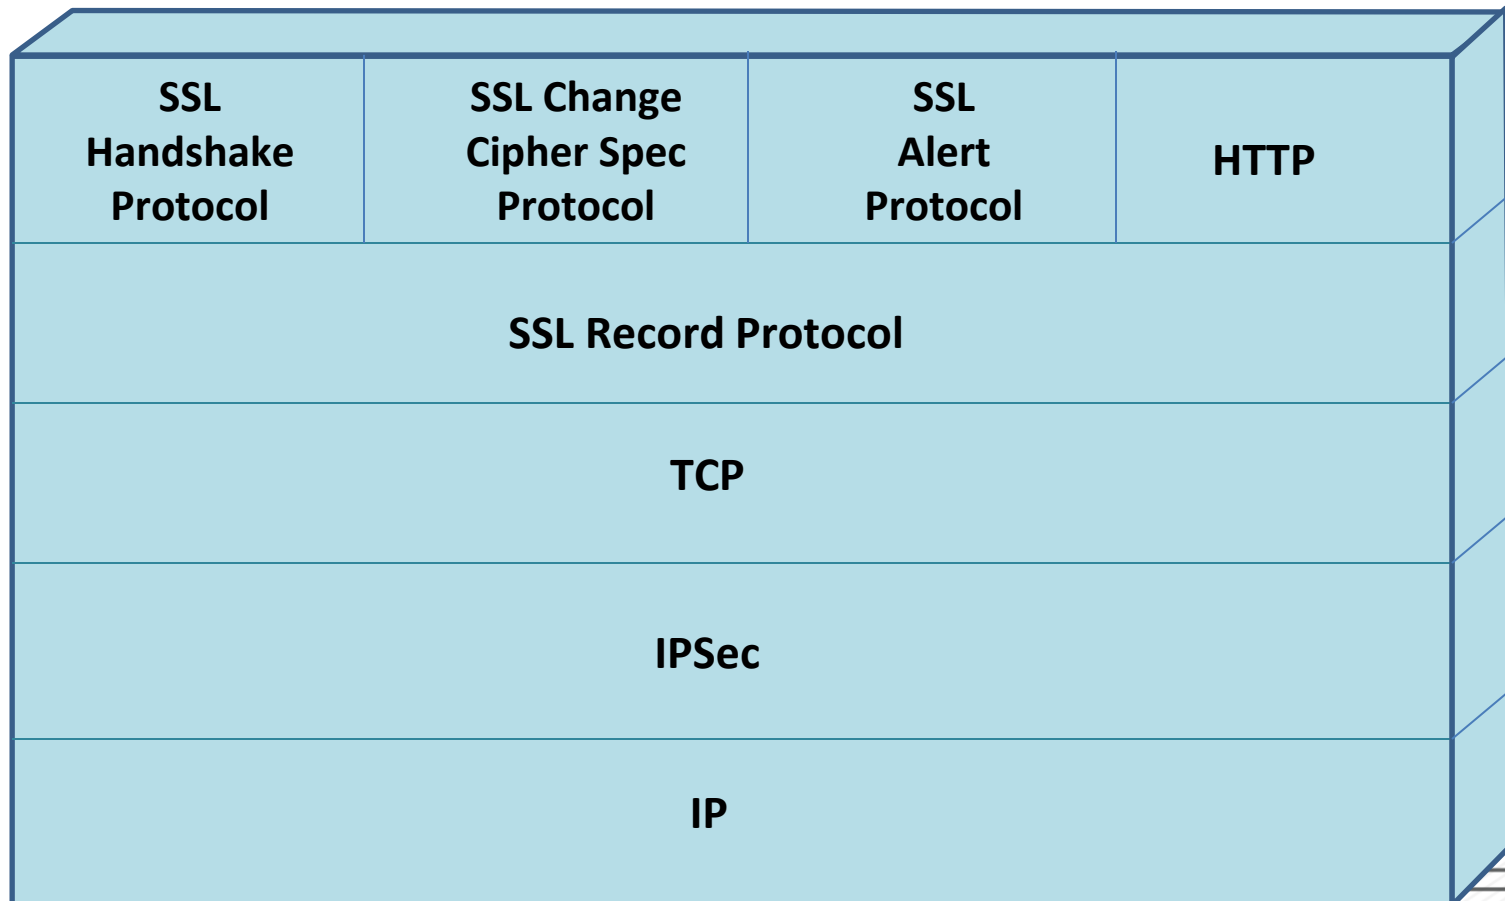 SSL
Handshake
Protocol
SSL Change
Cipher Spec
Protocol
SSL
Alert
Protocol
HTTP
SSL Record Protocol
TCP
IPSec
IP